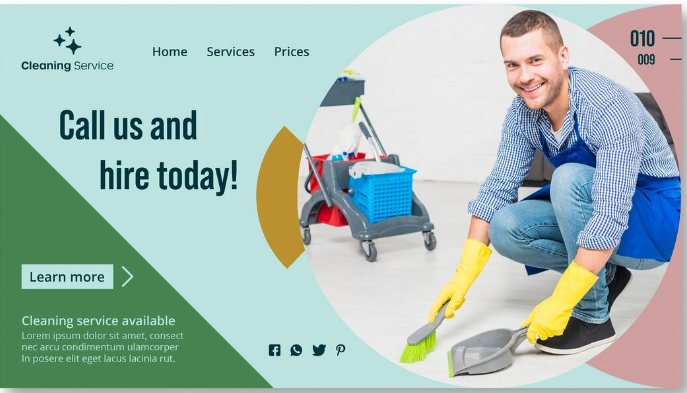 Cleaning Service
Home Services Prices
010
009
Call us and
hire today!
Learn more
Cleaning service available
Lorem ipsum dolor sit amet, consect
nec arcu condimentum ulamcorper
In posere elit eget lacus lacinia rut.